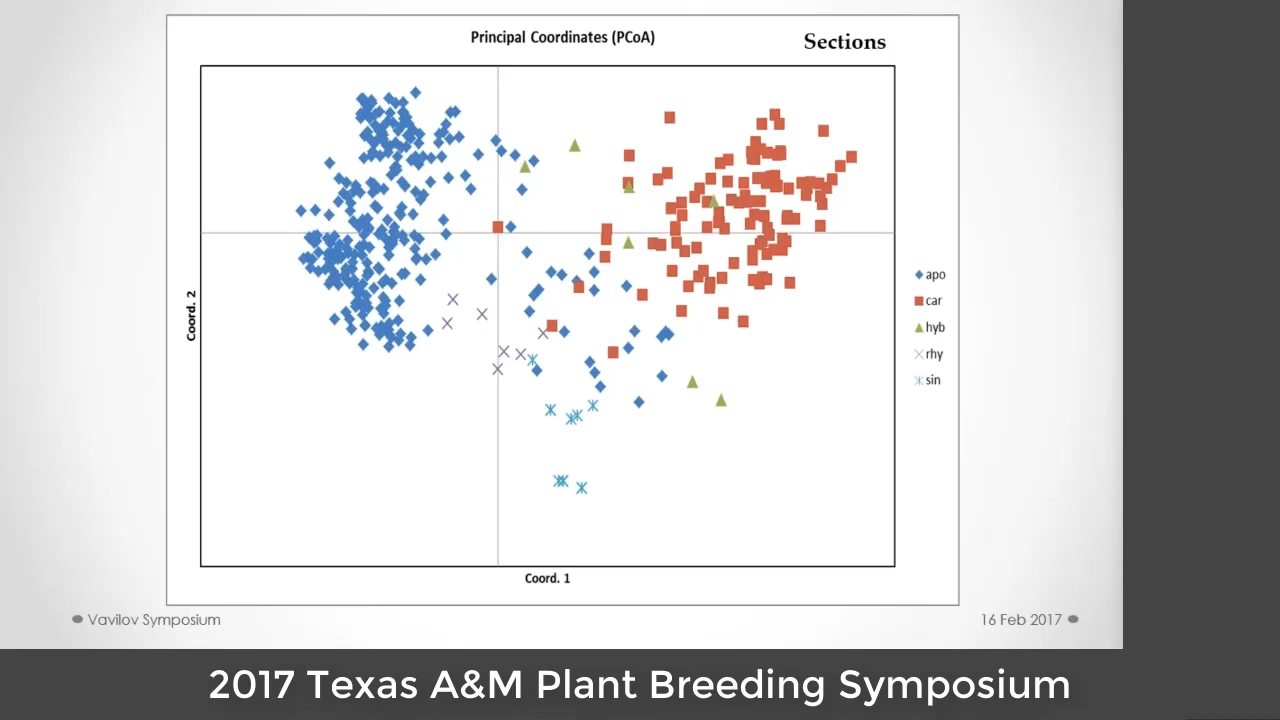 Principal Coordinates (PCoA)
Sections
Coord. 2
apo
car
hyb
rhy
sin
Coord. 1
Vavilov Symposium
16 Feb 2017
2017 Texas A&M Plant Breeding Symposium